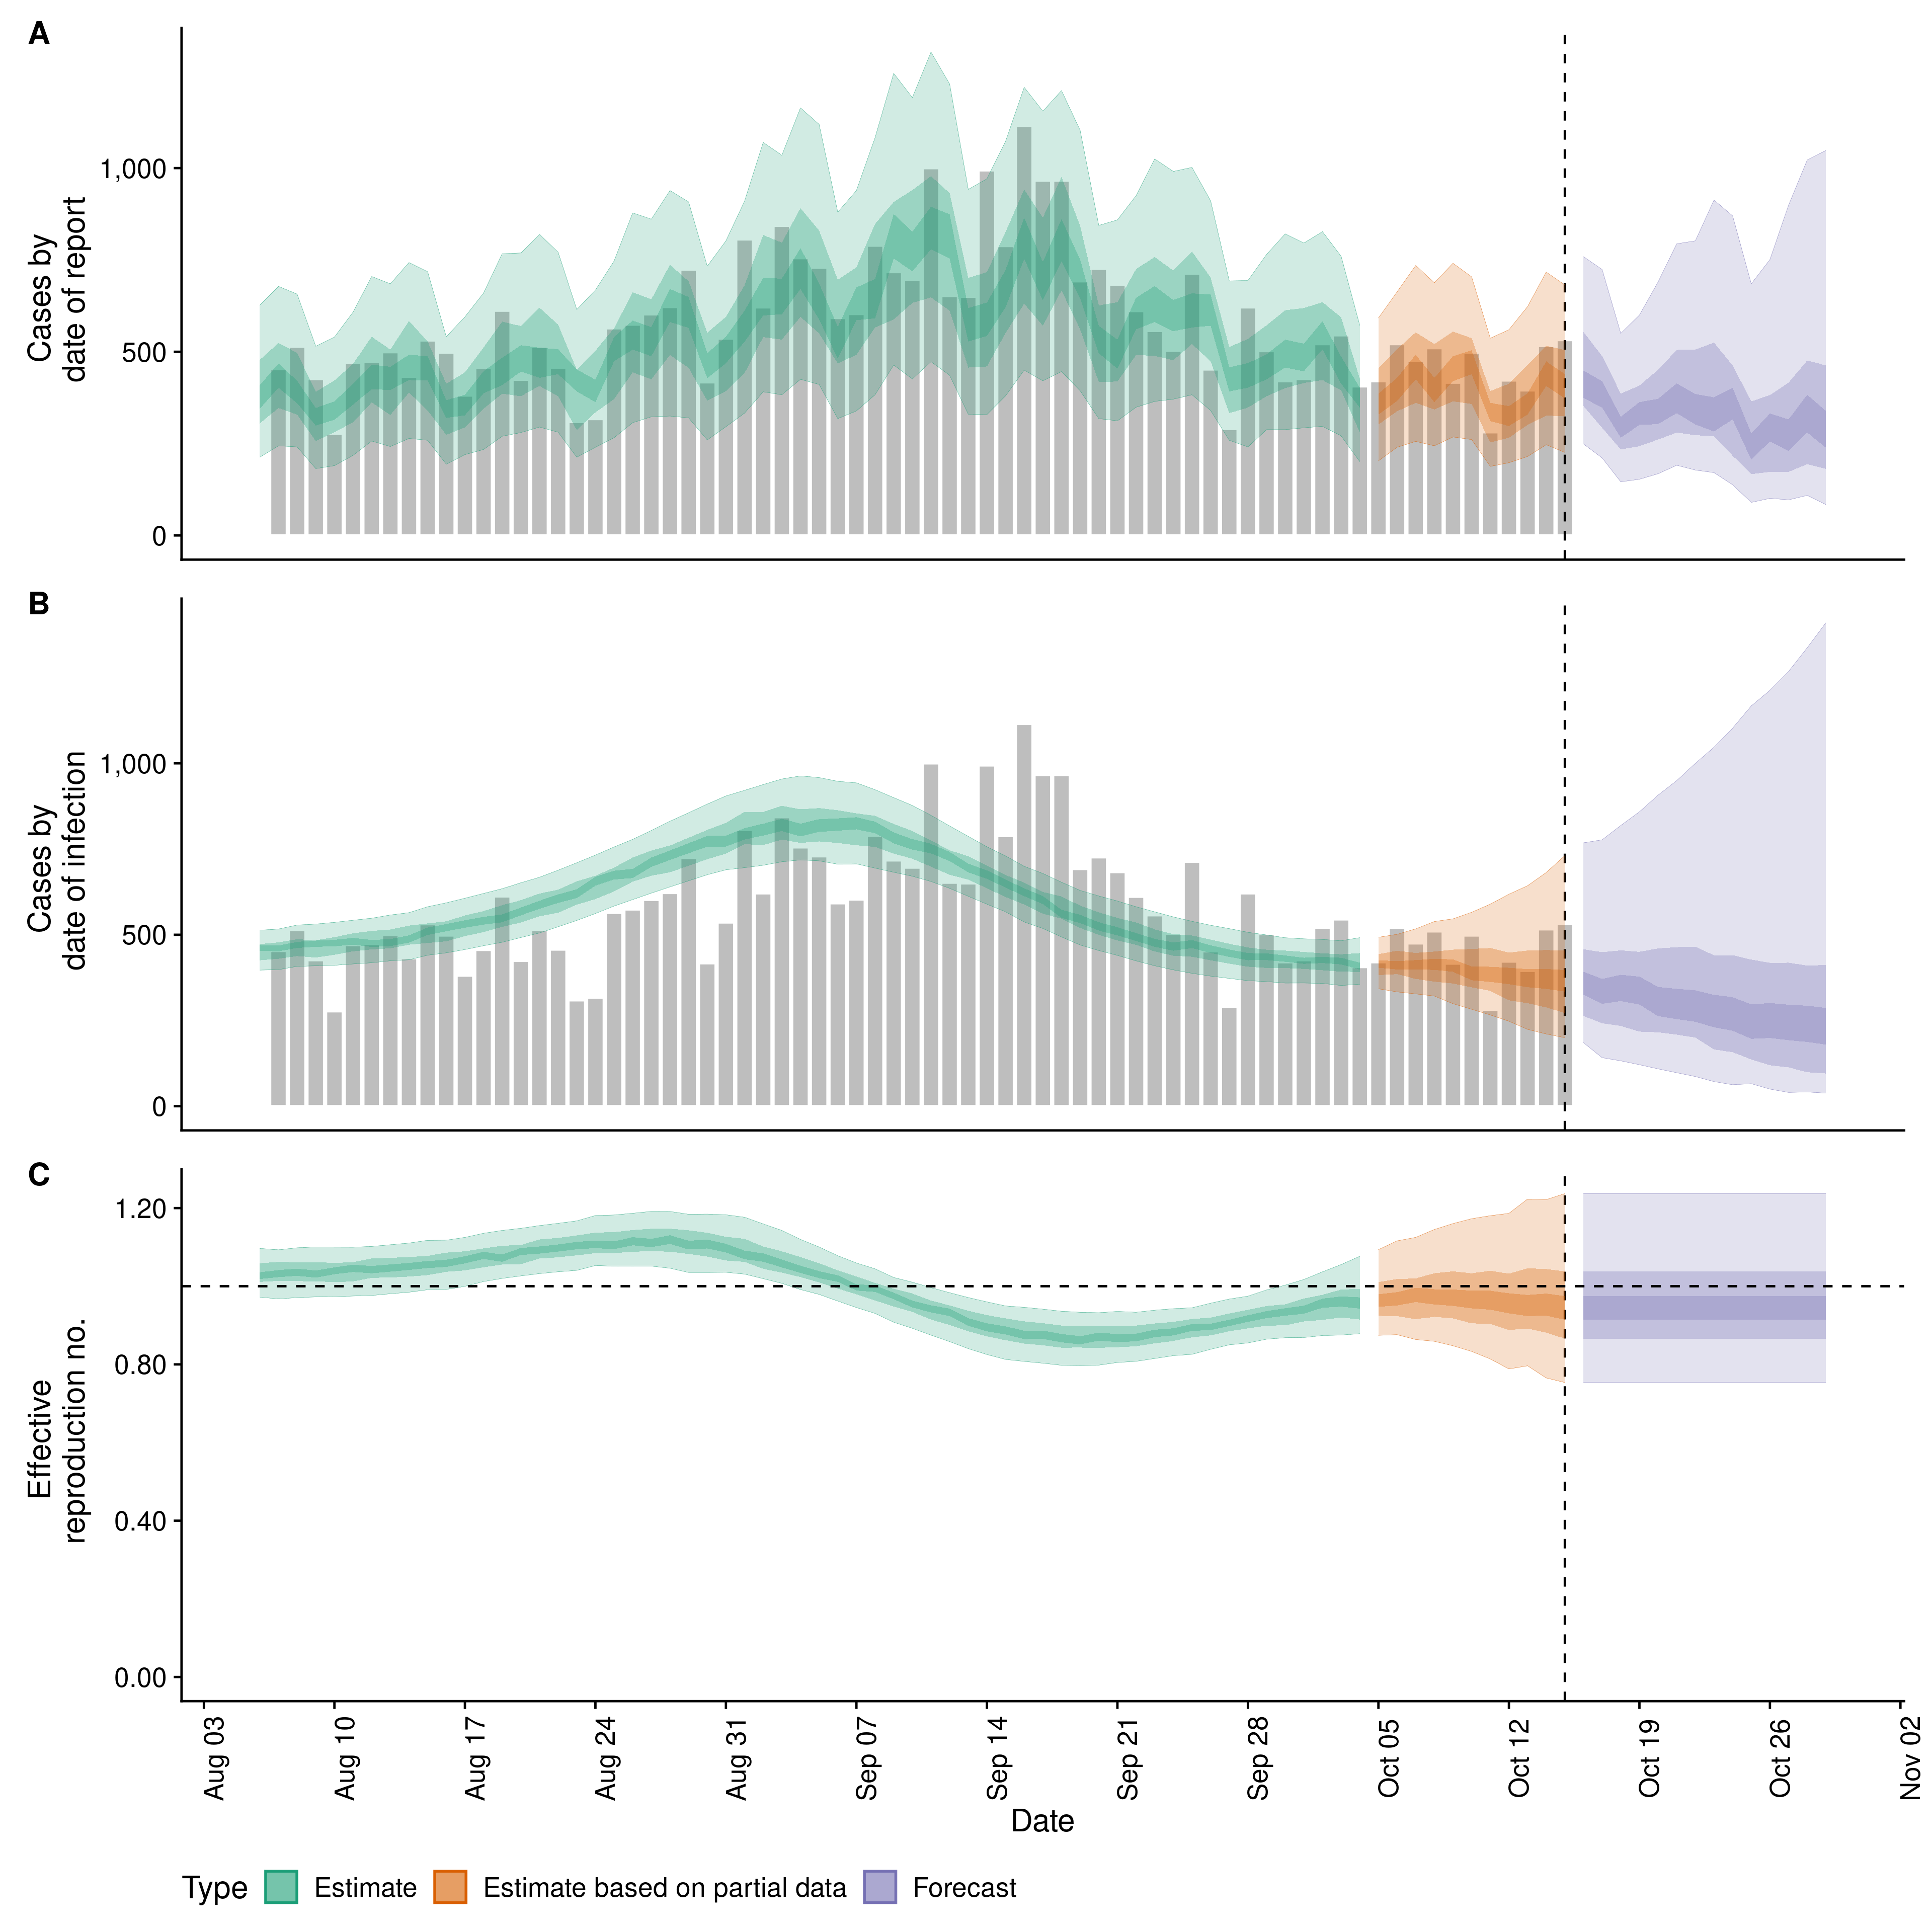 A
Cases by
date of report
1,000
500
0
B
Cases by
date of infection
1,000
500
0
C
Effective
reproduction no.
1.20
0.80
0.40
0.00
Aug 03
Aug 10
Aug 17
Aug 24
Aug 31
Sep 07
Sep 14
Sep 21
Sep 28
Oct 05
Oct 12
Oct 19
Oct 26
Nov 02
Date
Type Estimate Estimate based on partial data Forecast